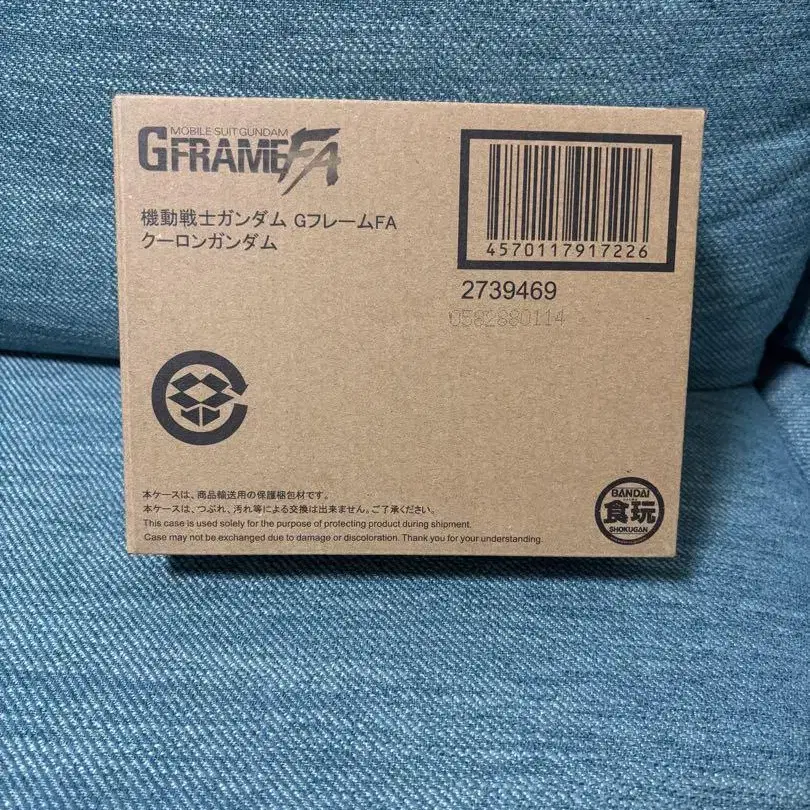 MOBILE SUIT GUNDAM
GFRAMEFA
機動戦士ガンダム GフレームFA
クーロンガンダム
4570117917226
2739469
0582880114
本ケースは、商品輸送用の保護梱包材です。
本ケースは、つぶれ、汚れ等による交換は出来ません。ご了承ください。
This case is used solely for the purpose of protecting product during shipment.
Case may not be exchanged due to damage or discoloration. Thank you for your understanding.
BANDAI
食玩
SHOKUGAN